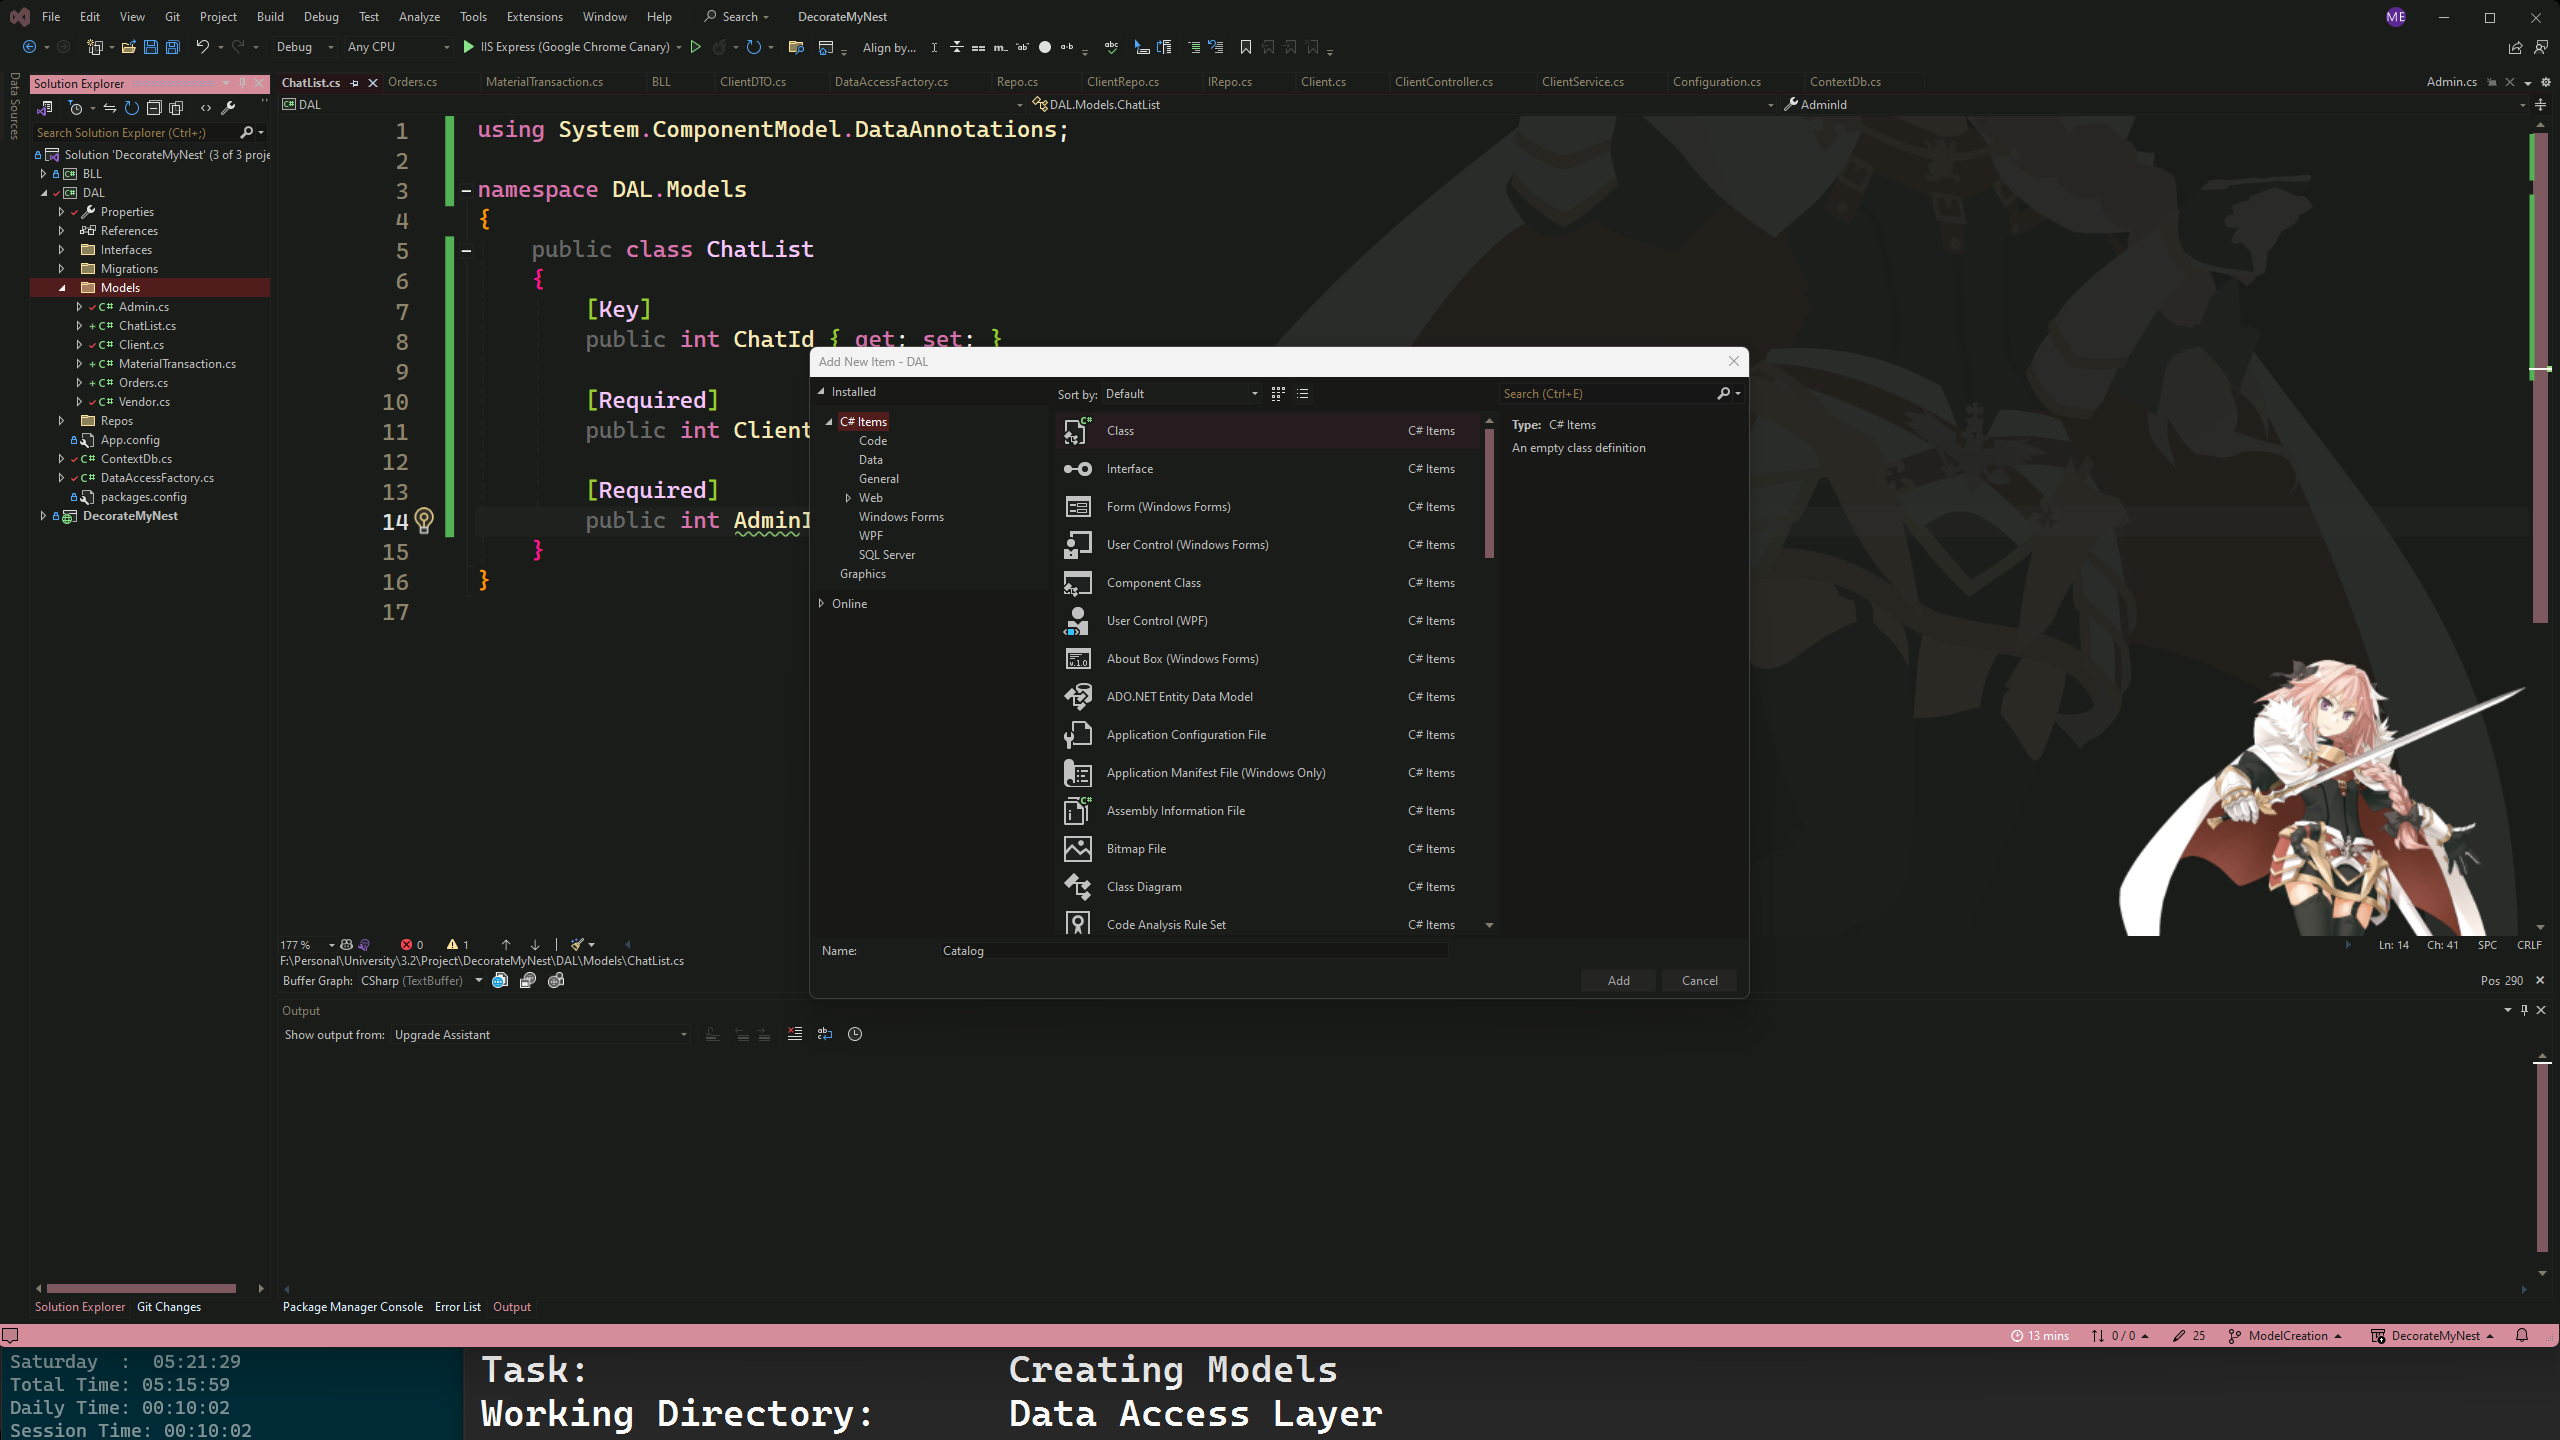 File Edit View Git Project Build Debug Test Analyze Tools Extensions Window Help Search DecorateMyNest ME
Debug Any CPU IIS Express (Google Chrome Canary) Align by...
Data Sources
Solution Explorer
Search Solution Explorer (Ctrl+;)
Solution 'DecorateMyNest' (3 of 3 proje
BLL
DAL
Properties
References
Interfaces
Migrations
Models
Admin.cs
ChatList.cs
Client.cs
MaterialTransaction.cs
Orders.cs
Vendor.cs
Repos
App.config
ContextDb.cs
DataAccessFactory.cs
packages.config
DecorateMyNest
Solution Explorer Git Changes
ChatList.cs Orders.cs MaterialTransaction.cs BLL ClientDTO.cs DataAccessFactory.cs Repo.cs ClientRepo.cs IRepo.cs Client.cs ClientController.cs ClientService.cs Configuration.cs ContextDb.cs Admin.cs
DAL DAL.Models.ChatList AdminId
1 using System.ComponentModel.DataAnnotations;
2
3 namespace DAL.Models
4 {
5 public class ChatList
6 {
7 [Key]
8 public int ChatId { get; set; }
9
10 [Required]
11 public int Client
12
13 [Required]
14 public int AdminI
15 }
16 }
17
Add New Item - DAL
Installed
C# Items
Code
Data
General
Web
Windows Forms
WPF
SQL Server
Graphics
Online
Sort by: Default
Search (Ctrl+E)
Class C# Items
Interface C# Items
Form (Windows Forms) C# Items
User Control (Windows Forms) C# Items
Component Class C# Items
User Control (WPF) C# Items
About Box (Windows Forms) C# Items
ADO.NET Entity Data Model C# Items
Application Configuration File C# Items
Application Manifest File (Windows Only) C# Items
Assembly Information File C# Items
Bitmap File C# Items
Class Diagram C# Items
Code Analysis Rule Set C# Items
Type: C# Items
An empty class definition
Name: Catalog
Add Cancel
177 % 0 1 Ln: 14 Ch: 41 SPC CRLF
F:\Personal\University\3.2\Project\DecorateMyNest\DAL\Models\ChatList.cs
Buffer Graph: CSharp (TextBuffer) Pos 290
Output
Show output from: Upgrade Assistant
Package Manager Console Error List Output
13 mins 0 / 0 25 ModelCreation DecorateMyNest
Saturday : 05:21:29
Total Time: 05:15:59
Daily Time: 00:10:02
Session Time: 00:10:02
Task: Creating Models
Working Directory: Data Access Layer